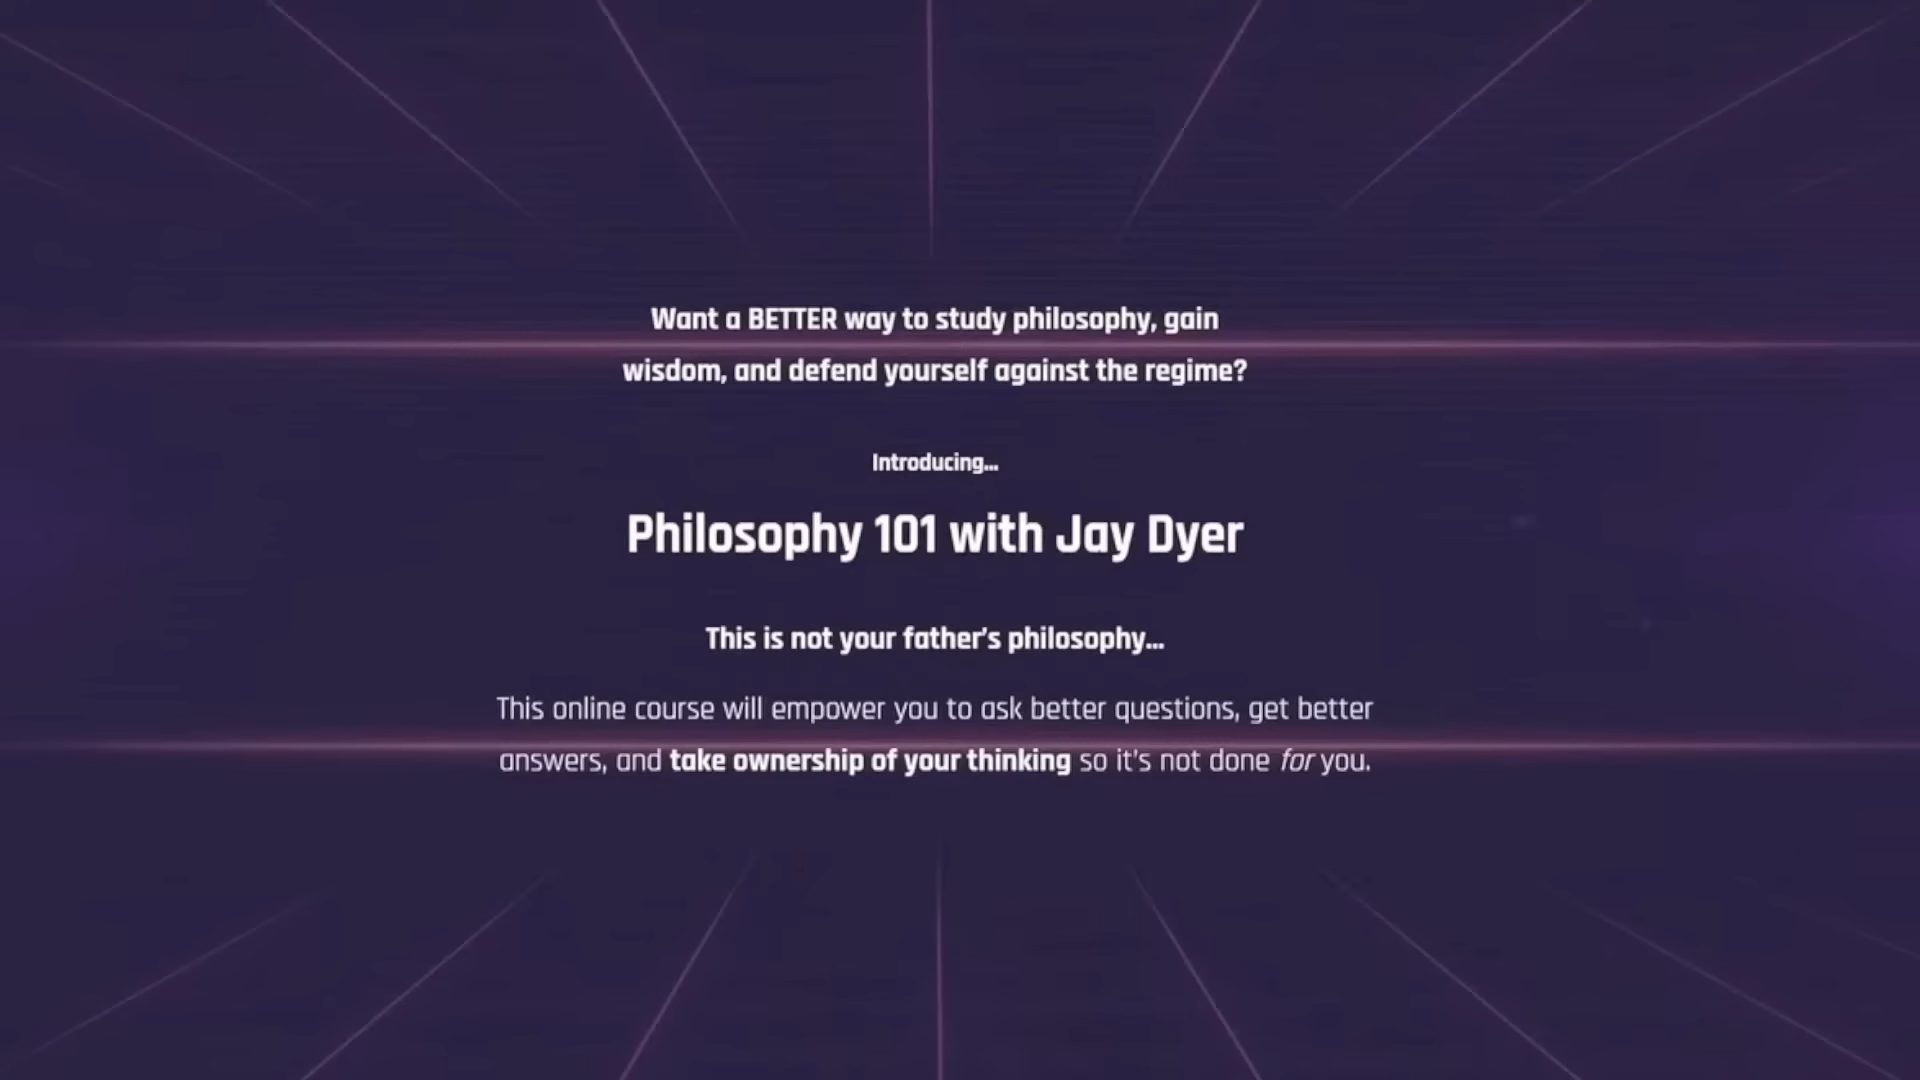 Want a BETTER way to study philosophy, gain
wisdom, and defend yourself against the regime?
Introducing...
Philosophy 101 with Jay Dyer
This is not your father's philosophy...
This online course will empower you to ask better questions, get better
answers, and take ownership of your thinking so it's not done for you.